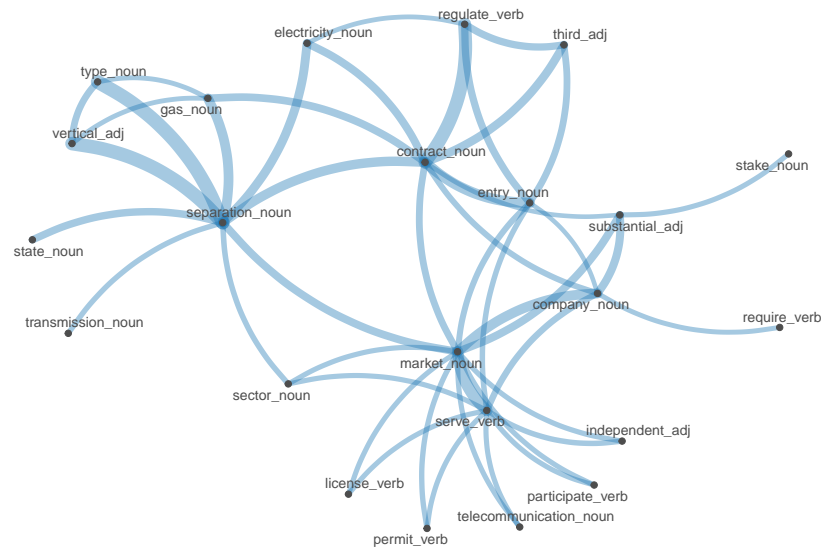 regulate_verb
electricity_noun
third_adj
type_noun
gas_noun
vertical_adj
contract_noun
stake_noun
entry_noun
separation_noun
substantial_adj
state_noun
company_noun
transmission_noun
require_verb
market_noun
sector_noun
serve_verb
independent_adj
license_verb
participate_verb
telecommunication_noun
permit_verb